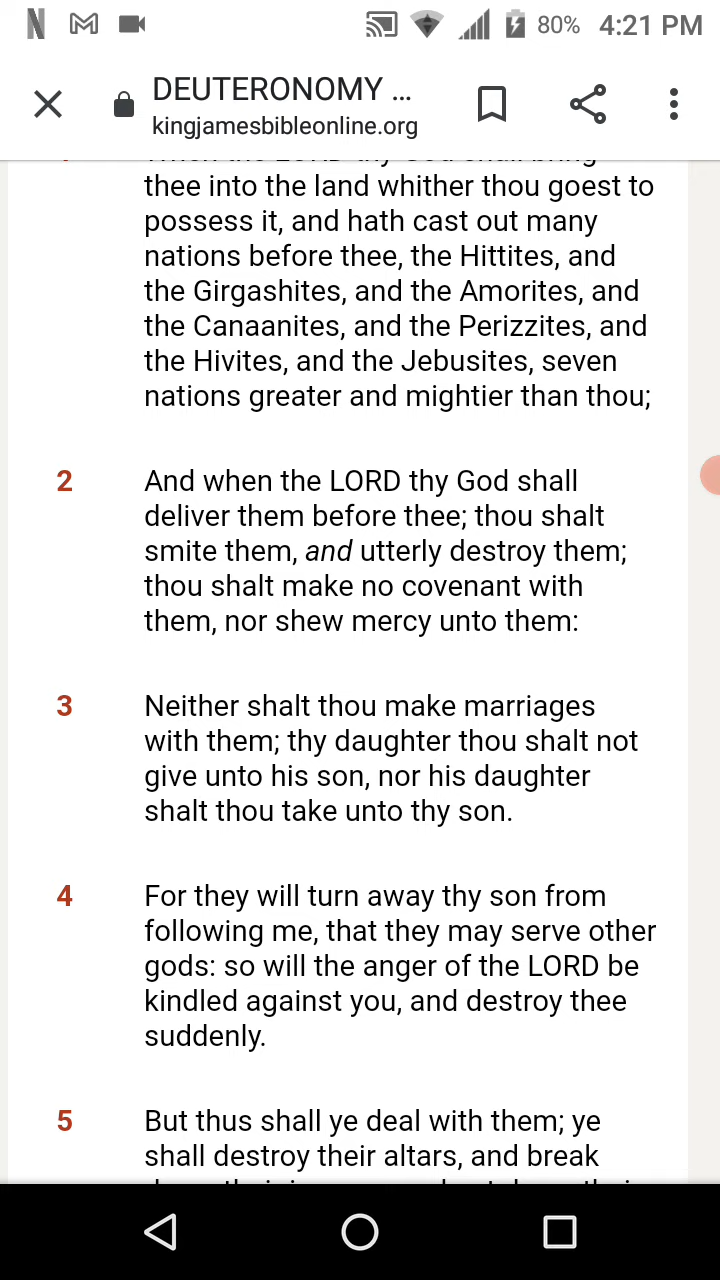 80% 4:21 PM
DEUTERONOMY ...
kingjamesbibleonline.org
thee into the land whither thou goest to
possess it, and hath cast out many
nations before thee, the Hittites, and
the Girgashites, and the Amorites, and
the Canaanites, and the Perizzites, and
the Hivites, and the Jebusites, seven
nations greater and mightier than thou;
2 And when the LORD thy God shall
deliver them before thee; thou shalt
smite them, and utterly destroy them;
thou shalt make no covenant with
them, nor shew mercy unto them:
3 Neither shalt thou make marriages
with them; thy daughter thou shalt not
give unto his son, nor his daughter
shalt thou take unto thy son.
4 For they will turn away thy son from
following me, that they may serve other
gods: so will the anger of the LORD be
kindled against you, and destroy thee
suddenly.
5 But thus shall ye deal with them; ye
shall destroy their altars, and break